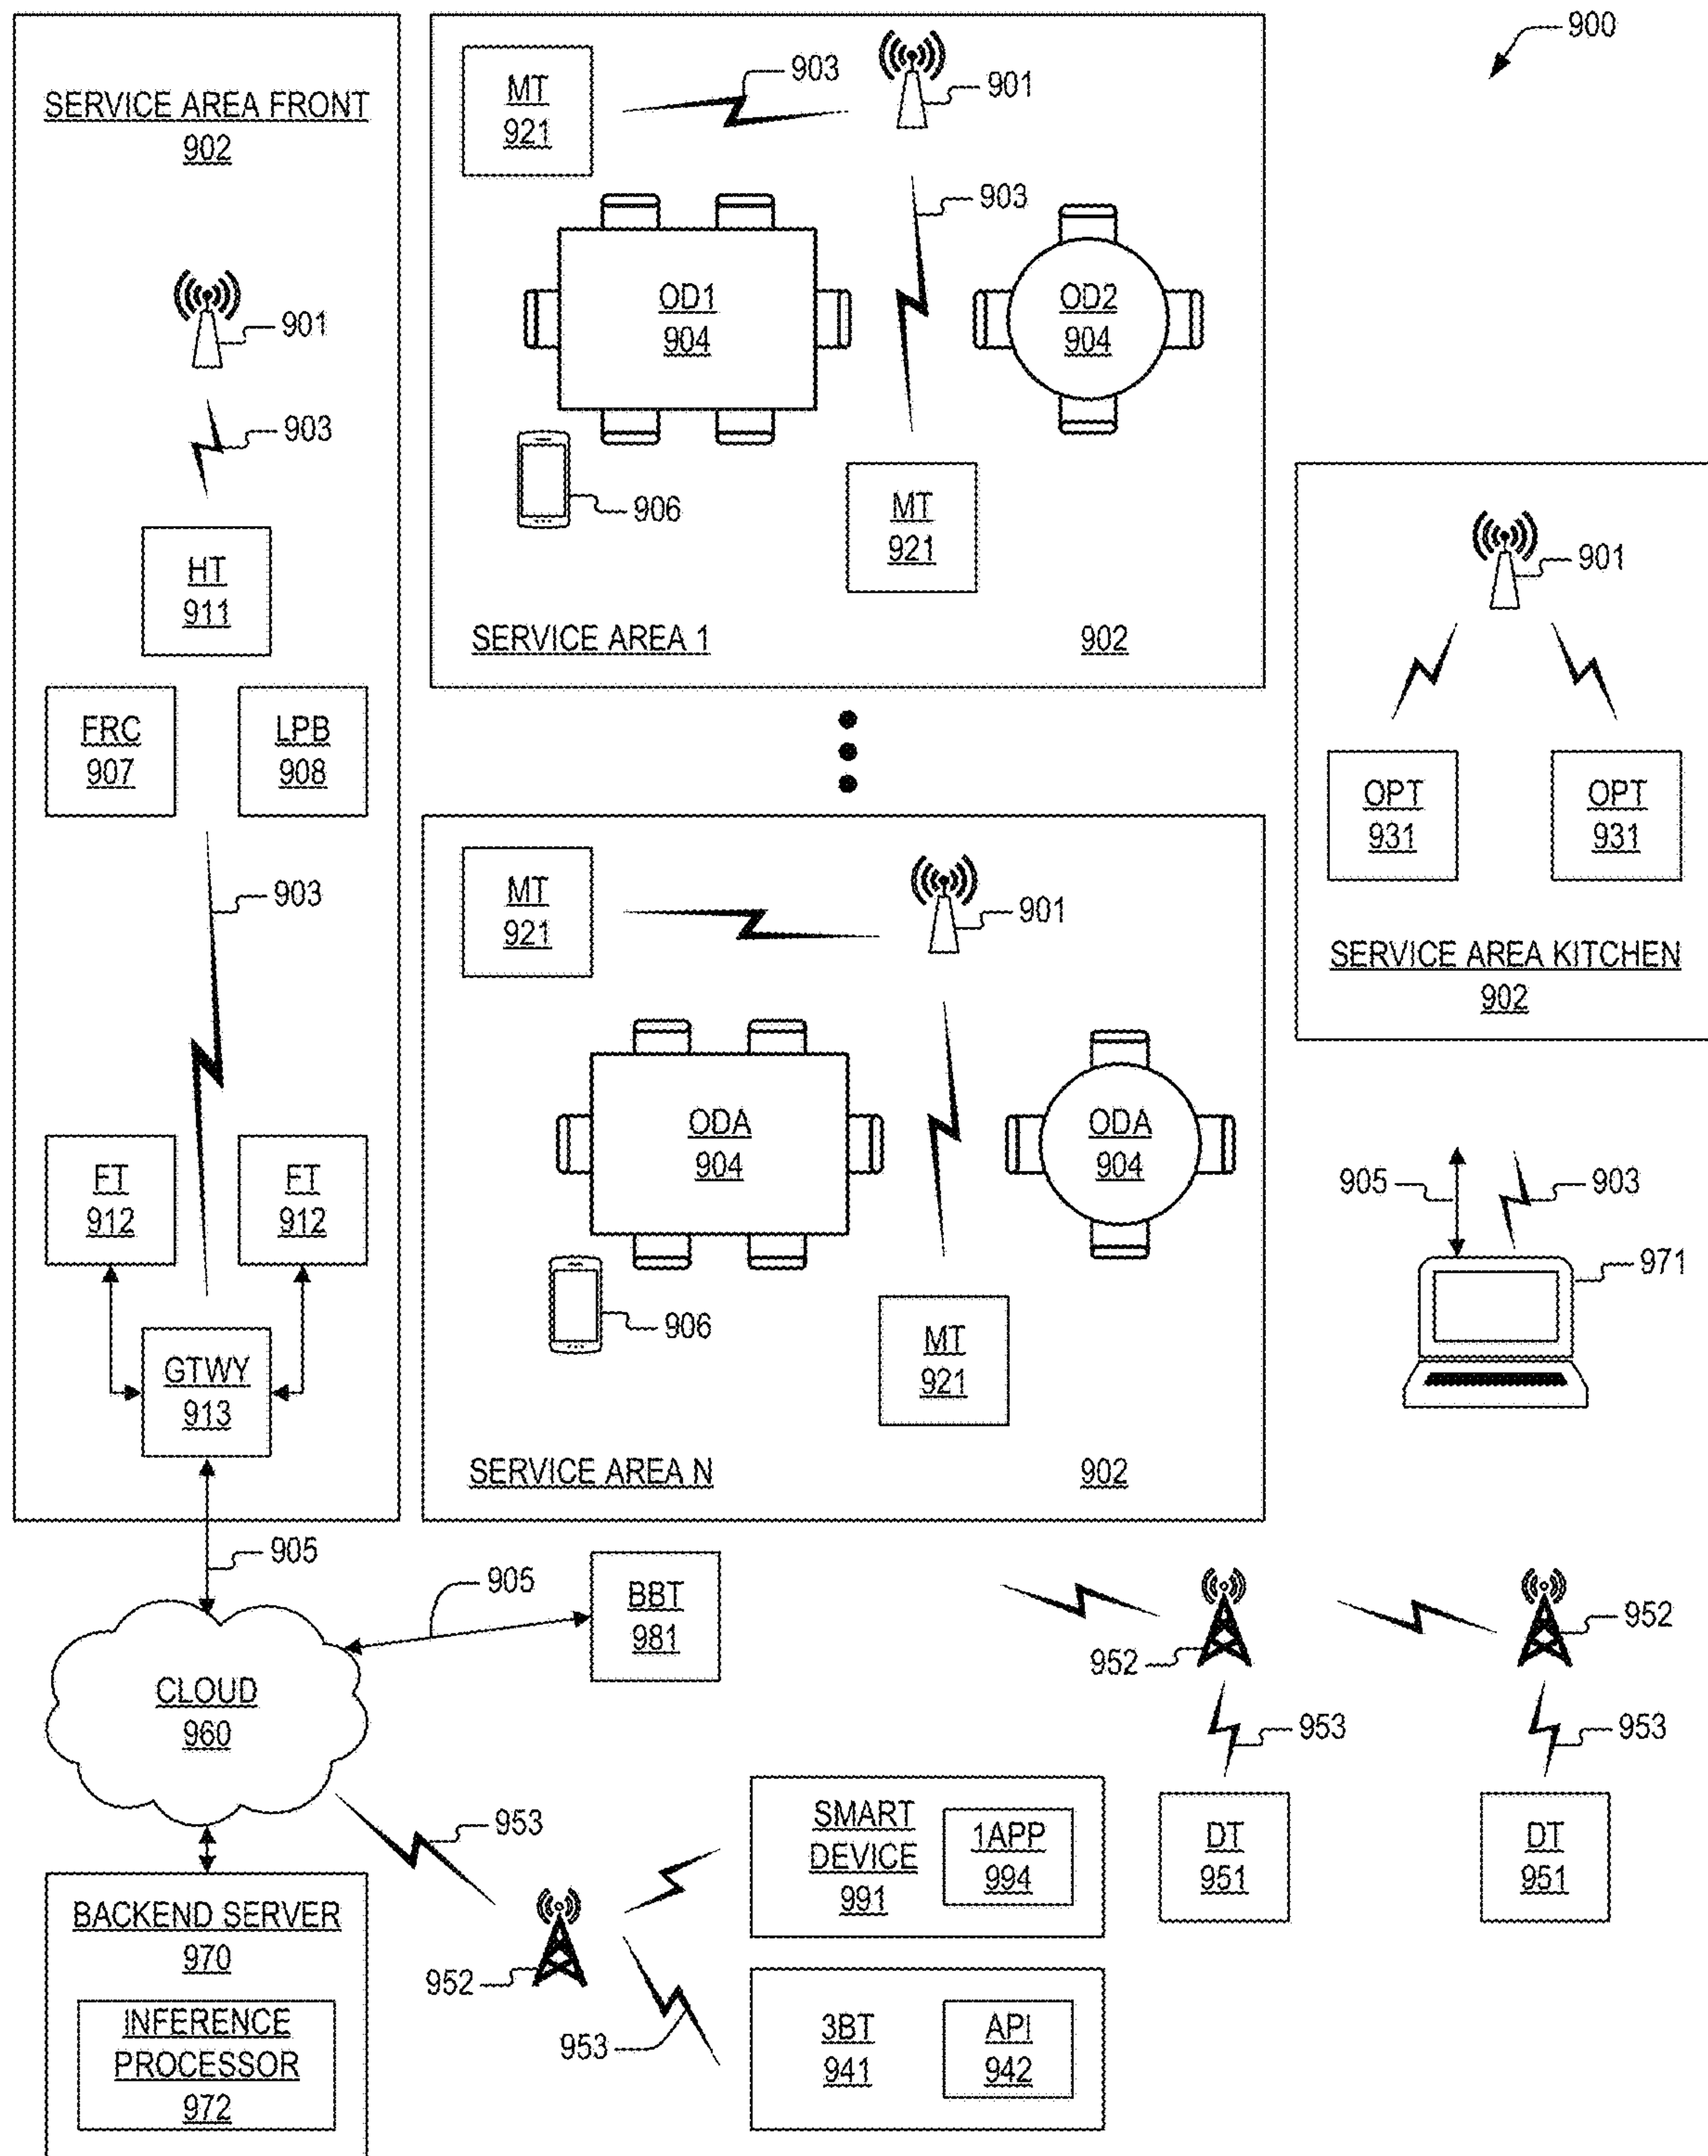 900
SERVICE AREA FRONT
902
901
903
HT
911
FRC
907
LPB
908
903
FT
912
FT
912
GTWY
913
905
MT
921
903
901
903
OD1
904
OD2
904
906
MT
921
SERVICE AREA 1
902
MT
921
901
ODA
904
ODA
904
906
MT
921
SERVICE AREA N
902
901
OPT
931
OPT
931
SERVICE AREA KITCHEN
902
905
903
971
905
BBT
981
CLOUD
960
952
952
953
953
DT
951
DT
951
953
952
953
SMART
DEVICE
991
1APP
994
3BT
941
API
942
BACKEND SERVER
970
INFERENCE
PROCESSOR
972